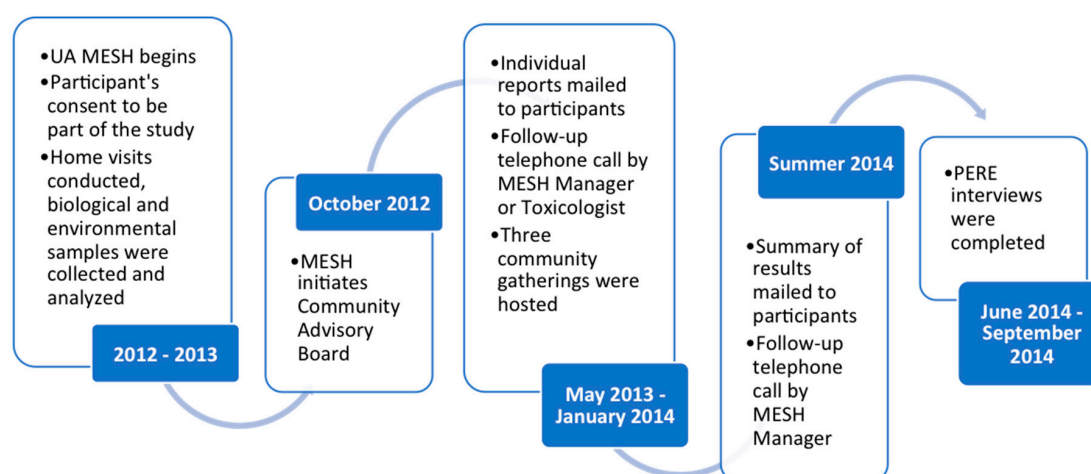 •UA MESH begins
•Participant's
consent to be
part of the study
•Home visits
conducted,
biological and
environmental
samples were
collected and
analyzed
2012 - 2013
October 2012
•MESH
initiates
Community
Advisory
Board
•Individual
reports mailed
to participants
•Follow-up
telephone call by
MESH Manager
or Toxicologist
•Three
community
gatherings were
hosted
May 2013 -
January 2014
Summer 2014
•Summary of
results
mailed to
participants
•Follow-up
telephone
call by
MESH
Manager
•PERE
interviews
were
completed
June 2014 -
September
2014